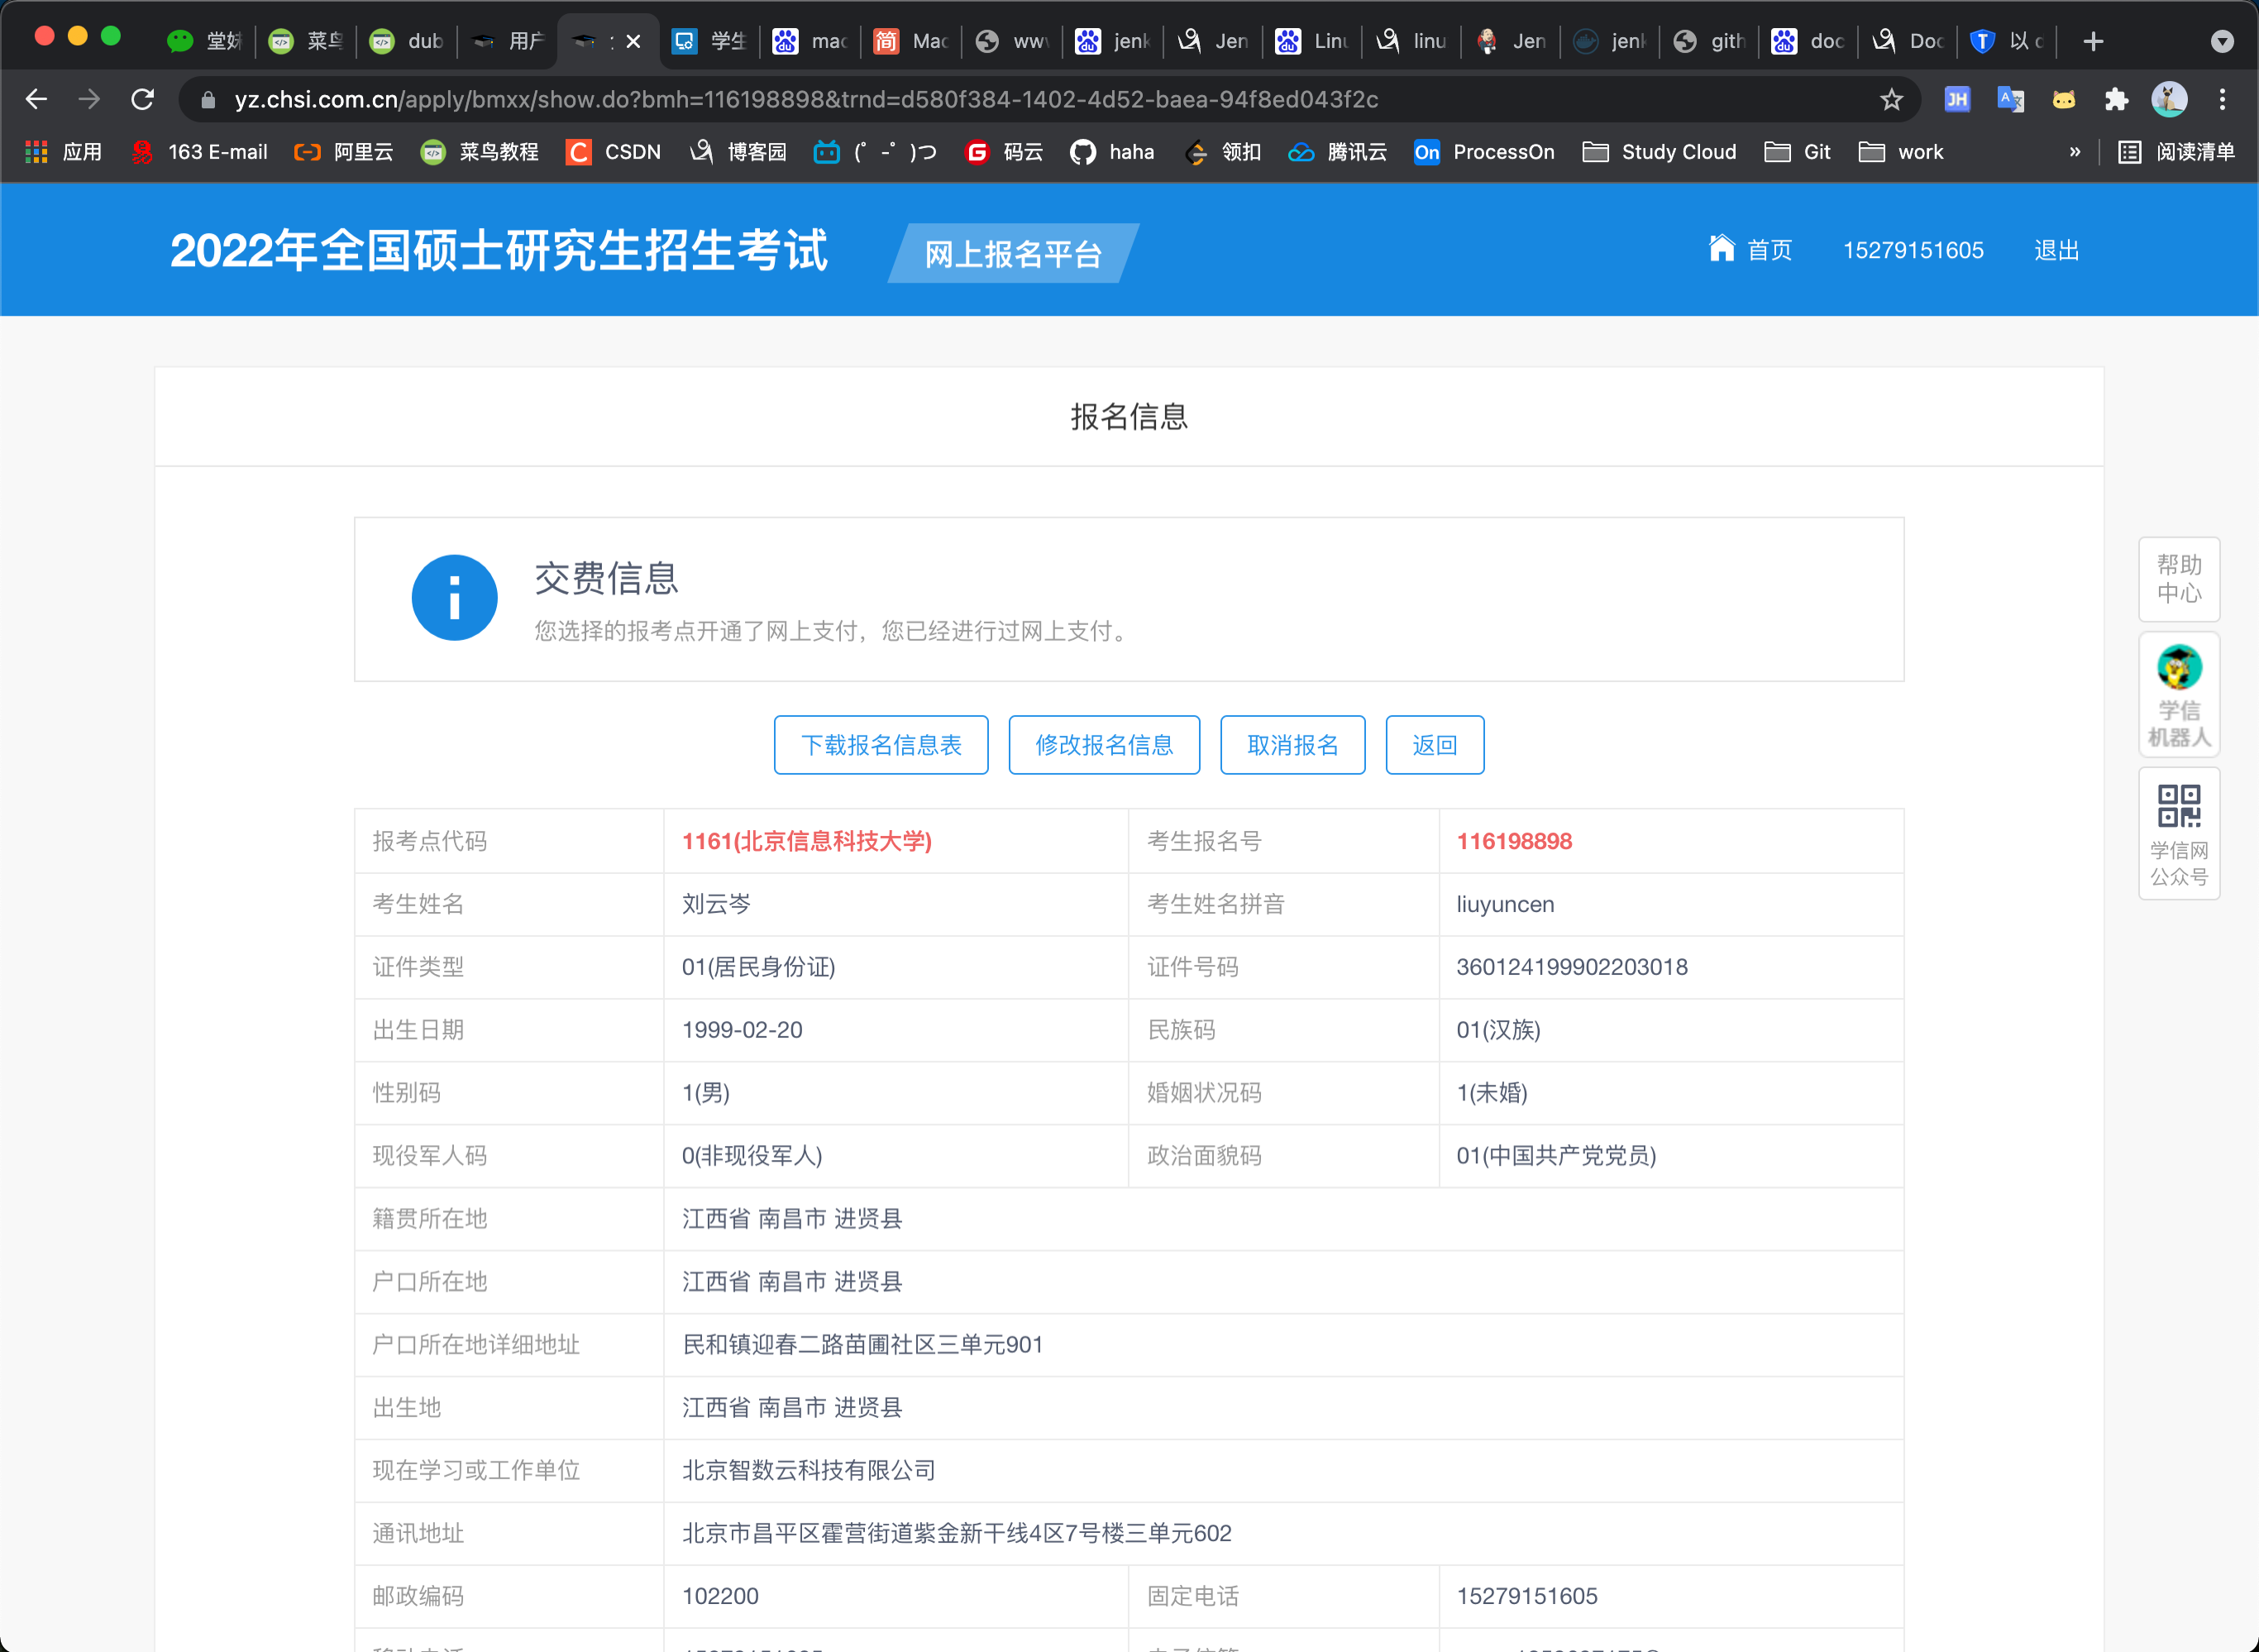 堂妹
菜鸟
dub
用户
学生
mac
简
Mac
www
jenk
Jen
Linu
linu
Jen
jenk
gith
doc
Doc
以 c
yz.chsi.com.cn/apply/bmxx/show.do?bmh=116198898&trnd=d580f384-1402-4d52-baea-94f8ed043f2c
JH
应用
163 E-mail
阿里云
菜鸟教程
CSDN
博客园
(゜-゜)つ
码云
haha
领扣
腾讯云
On ProcessOn
Study Cloud
Git
work
»
阅读清单
2022年全国硕士研究生招生考试 网上报名平台
首页 15279151605 退出
报名信息
交费信息
您选择的报考点开通了网上支付，您已经进行过网上支付。
下载报名信息表 修改报名信息 取消报名 返回
报考点代码 1161(北京信息科技大学) 考生报名号 116198898
考生姓名 刘云岑 考生姓名拼音 liuyuncen
证件类型 01(居民身份证) 证件号码 360124199902203018
出生日期 1999-02-20 民族码 01(汉族)
性别码 1(男) 婚姻状况码 1(未婚)
现役军人码 0(非现役军人) 政治面貌码 01(中国共产党党员)
籍贯所在地 江西省 南昌市 进贤县
户口所在地 江西省 南昌市 进贤县
户口所在地详细地址 民和镇迎春二路苗圃社区三单元901
出生地 江西省 南昌市 进贤县
现在学习或工作单位 北京智数云科技有限公司
通讯地址 北京市昌平区霍营街道紫金新干线4区7号楼三单元602
邮政编码 102200 固定电话 15279151605
帮助
中心
学信
机器人
学信网
公众号